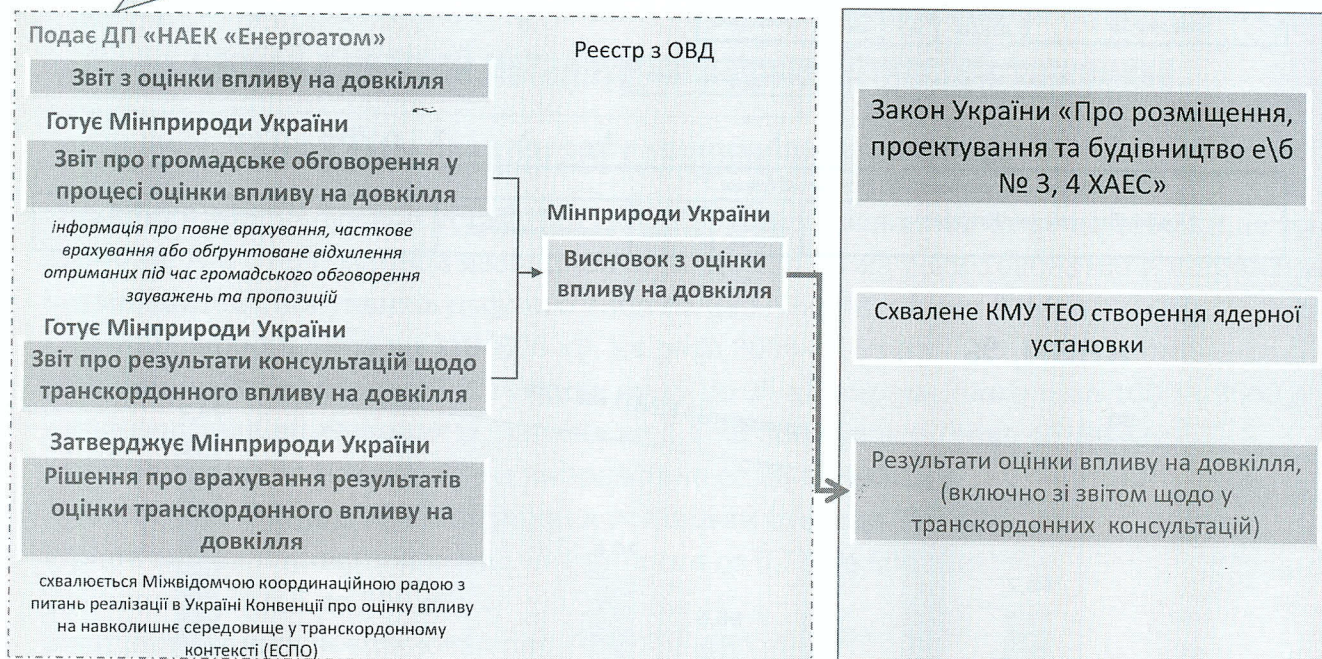 Подає ДП «НАЕК «Енергоатом»
Реєстр з ОВД
Звіт з оцінки впливу на довкілля
Готує Мінприроди України
Звіт про громадське обговорення у
процесі оцінки впливу на довкілля
інформація про повне врахування, часткове
врахування або обґрунтоване відхилення
отриманих під час громадського обговорення
зауважень та пропозицій
Готує Мінприроди України
Звіт про результати консультацій щодо
транскордонного впливу на довкілля
Затверджує Мінприроди України
Рішення про врахування результатів
оцінки транскордонного впливу на
довкілля
схвалюється Міжвідомчою координаційною радою з
питань реалізації в Україні Конвенції про оцінку впливу
на навколишнє середовище у транскордонному
контексті (ЕСПО)
Мінприроди України
Висновок з оцінки
впливу на довкілля
Закон України «Про розміщення,
проектування та будівництво е\б
№ 3, 4 ХАЕС»
Схвалене КМУ ТЕО створення ядерної
установки
Результати оцінки впливу на довкілля,
(включно зі звітом щодо у
транскордонних консультацій)